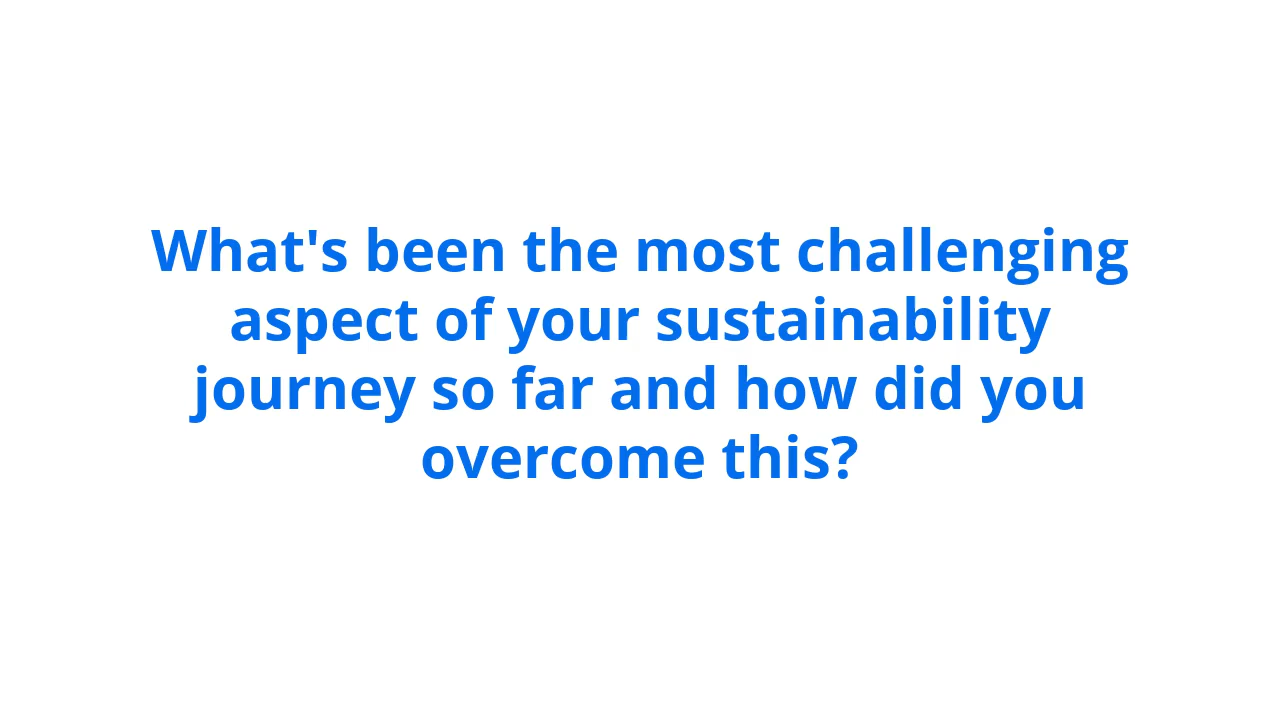 What's been the most challenging
aspect of your sustainability
journey so far and how did you
overcome this?